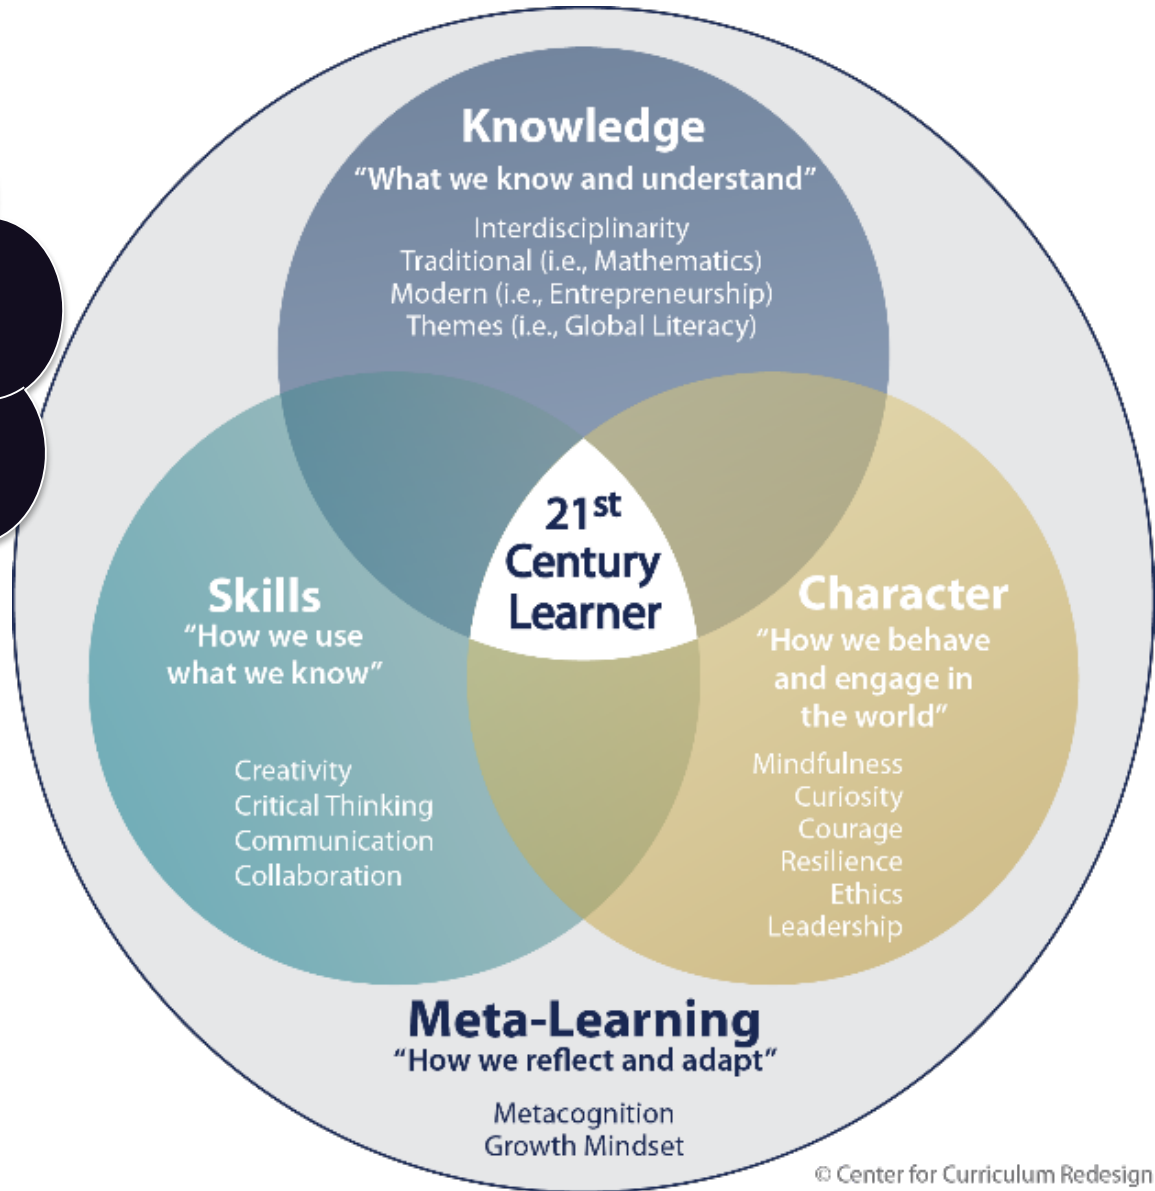 Knowledge
“What we know and understand”
Interdisciplinarity
Traditional (i.e., Mathematics)
Modern (i.e., Entrepreneurship)
Themes (i.e., Global Literacy)
21st
Century
Learner
Skills
“How we use
what we know”
Creativity
Critical Thinking
Communication
Collaboration
Character
“How we behave
and engage in
the world”
Mindfulness
Curiosity
Courage
Resilience
Ethics
Leadership
Meta-Learning
“How we reflect and adapt”
Metacognition
Growth Mindset
© Center for Curriculum Redesign